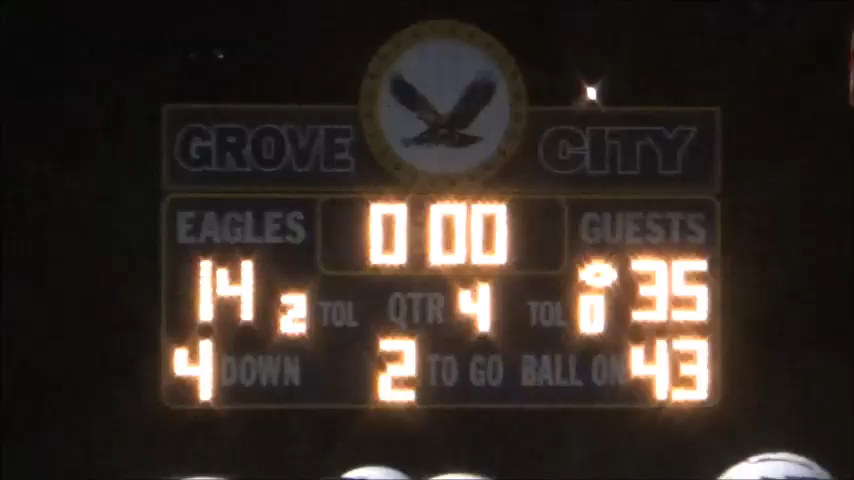 GROVE CITY
EAGLES 0 00 GUESTS
14 2 TOL QTR 4 TOL 0 35
4 DOWN 2 TO GO BALL ON 43